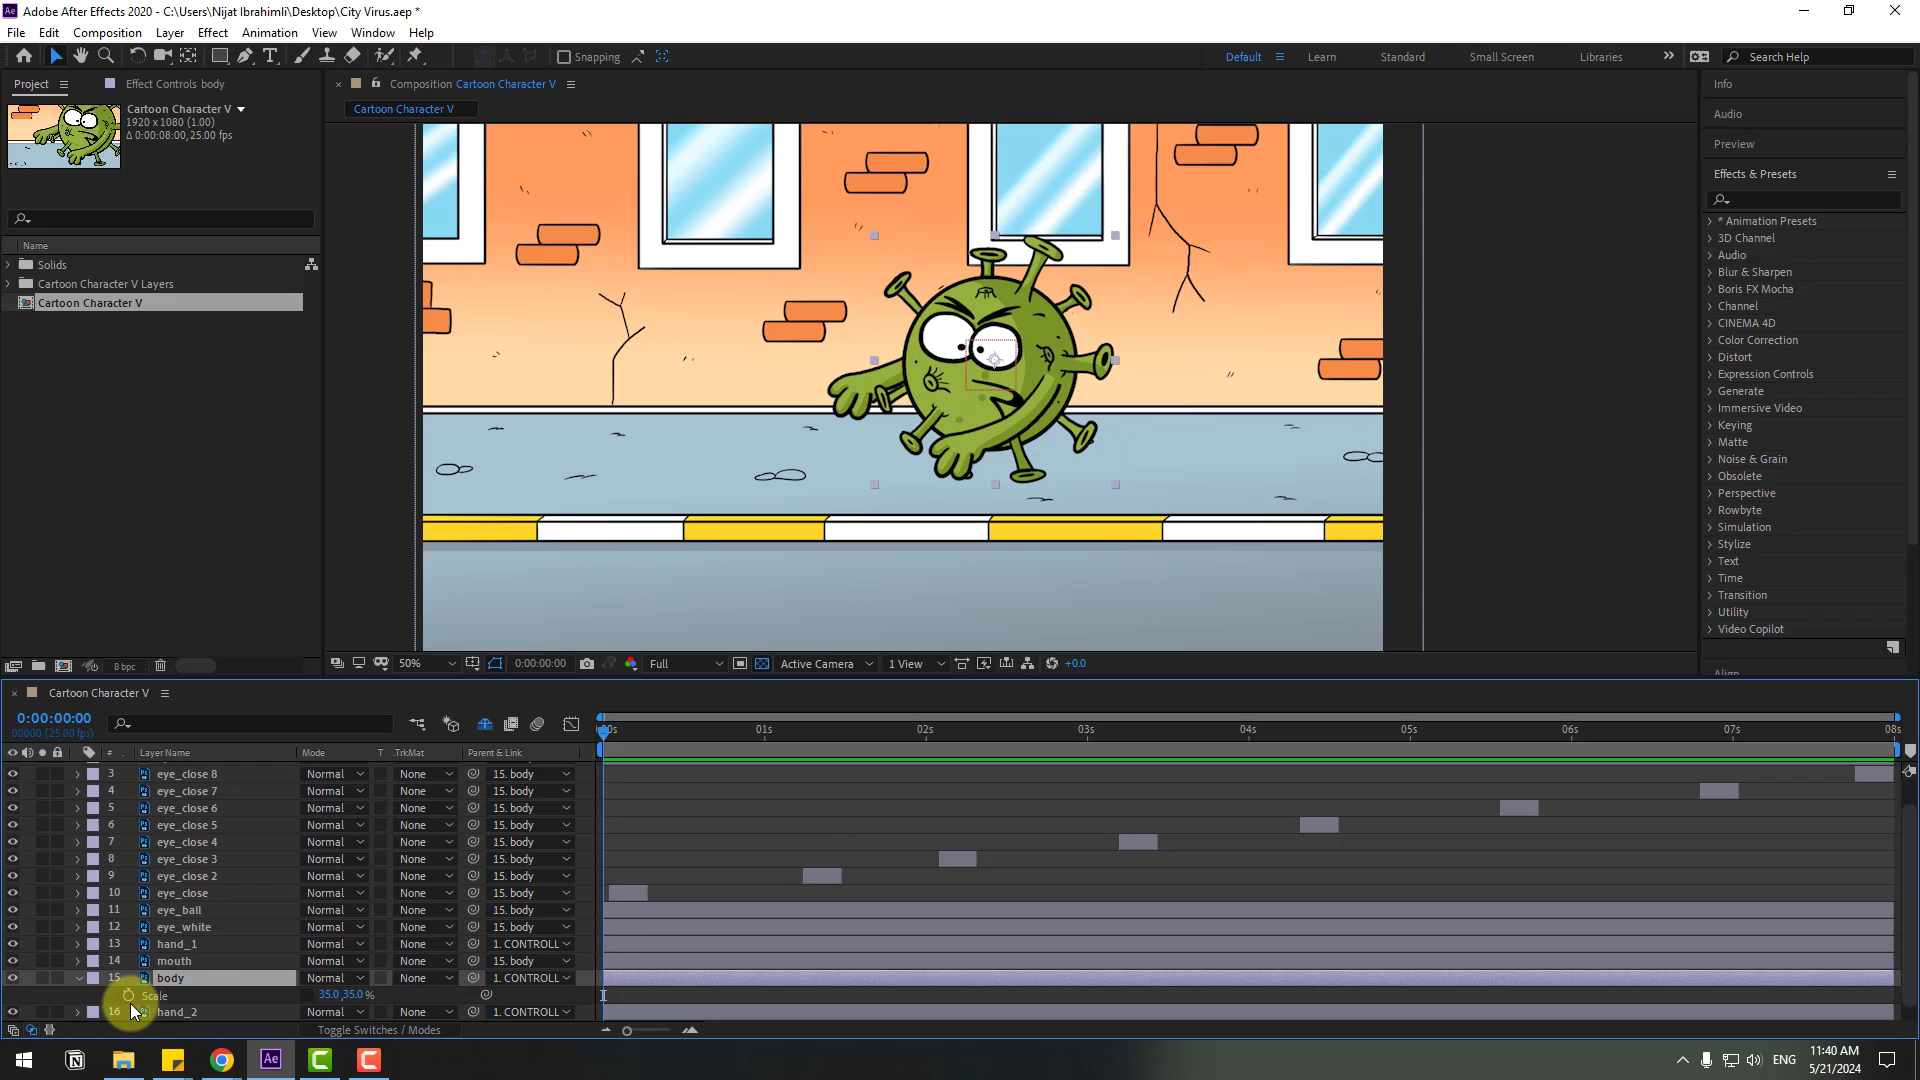 Adobe After Effects 2020 - C:\Users\Nijat Ibrahimli\Desktop\City Virus.aep *
File Edit Composition Layer Effect Animation View Window Help
Snapping
Default Learn Standard Small Screen Libraries Search Help
Project Effect Controls body
Cartoon Character V
1920 x 1080 (1.00)
Δ 0:00:08:00, 25.00 fps
Name
Solids
Cartoon Character V Layers
Cartoon Character V
8 bpc
Composition Cartoon Character V
Cartoon Character V
50% 0:00:00:00 Full Active Camera 1 View +0.0
Info
Audio
Preview
Effects & Presets
* Animation Presets
3D Channel
Audio
Blur & Sharpen
Boris FX Mocha
Channel
CINEMA 4D
Color Correction
Distort
Expression Controls
Generate
Immersive Video
Keying
Matte
Noise & Grain
Obsolete
Perspective
Rowbyte
Simulation
Stylize
Text
Time
Transition
Utility
Video Copilot
Align
Cartoon Character V
0:00:00:00
00000 (25.00 fps)
# Layer Name Mode T .TrkMat Parent & Link
:00s 01s 02s 03s 04s 05s 06s 07s 08s
3 eye_close 8 Normal None 15. body
4 eye_close 7 Normal None 15. body
5 eye_close 6 Normal None 15. body
6 eye_close 5 Normal None 15. body
7 eye_close 4 Normal None 15. body
8 eye_close 3 Normal None 15. body
9 eye_close 2 Normal None 15. body
10 eye_close Normal None 15. body
11 eye_ball Normal None 15. body
12 eye_white Normal None 15. body
13 hand_1 Normal None 1. CONTROLL
14 mouth Normal None 15. body
15 body Normal None 1. CONTROLL
Scale 35.0,35.0 %
16 hand_2 Normal None 1. CONTROLL
Toggle Switches / Modes
ENG
11:40 AM
5/21/2024